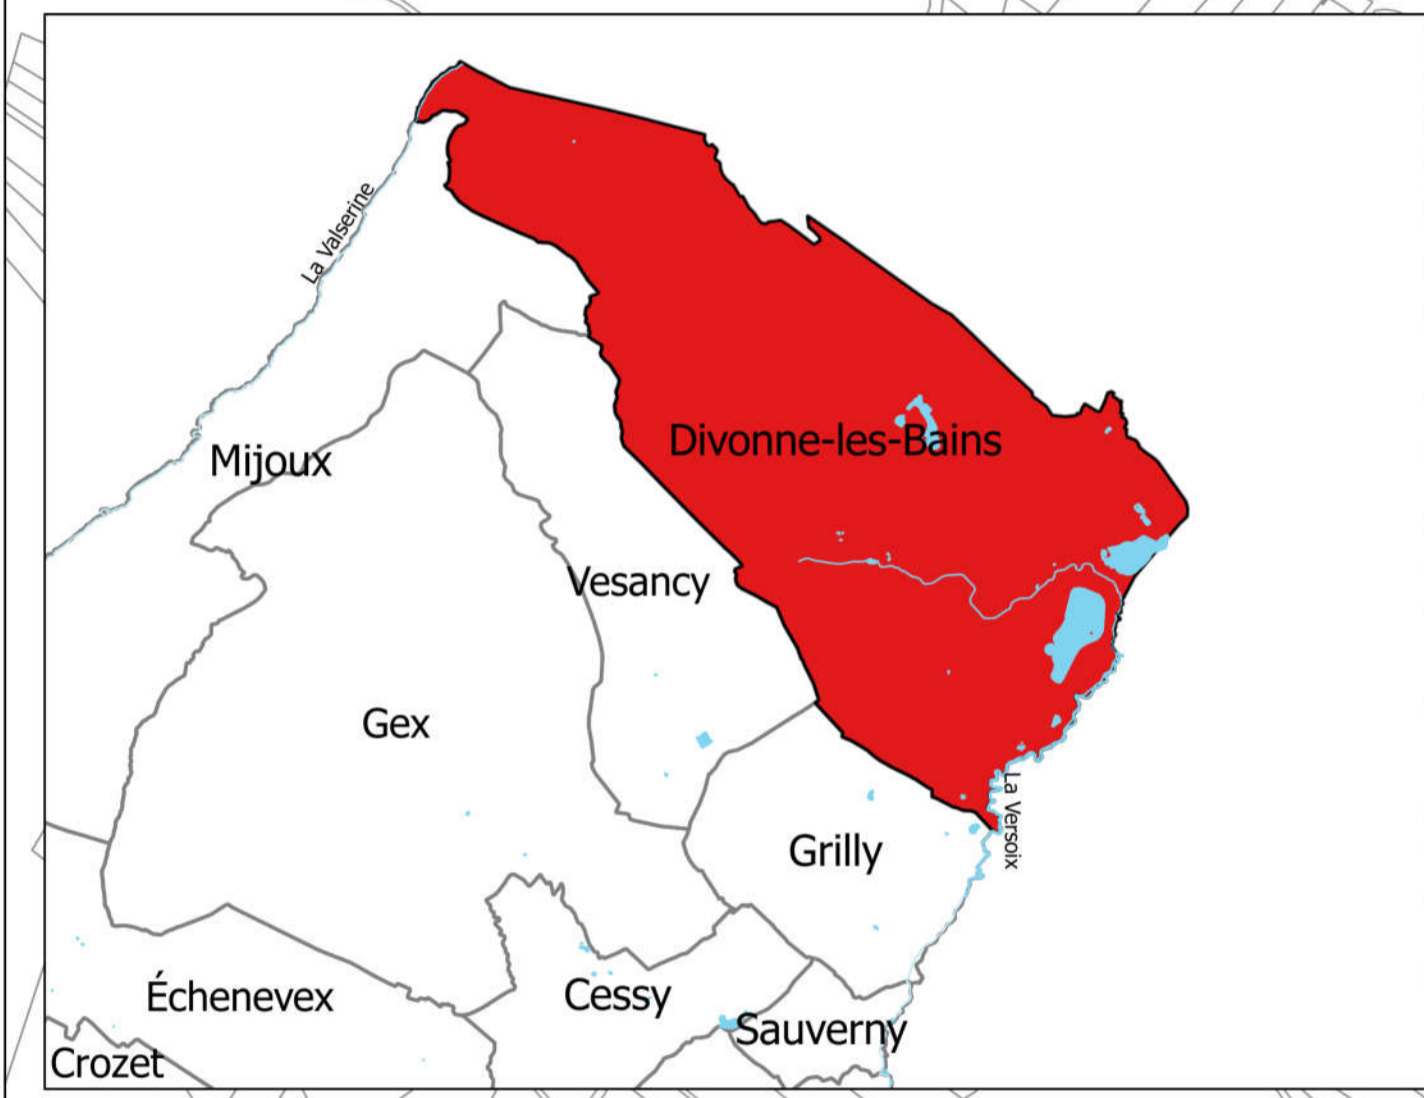 La Valserine
Divonne-les-Bains
Mijoux
Vesancy
Gex
La Versoix
Grilly
Échenevex
Cessy
Sauverny
Crozet